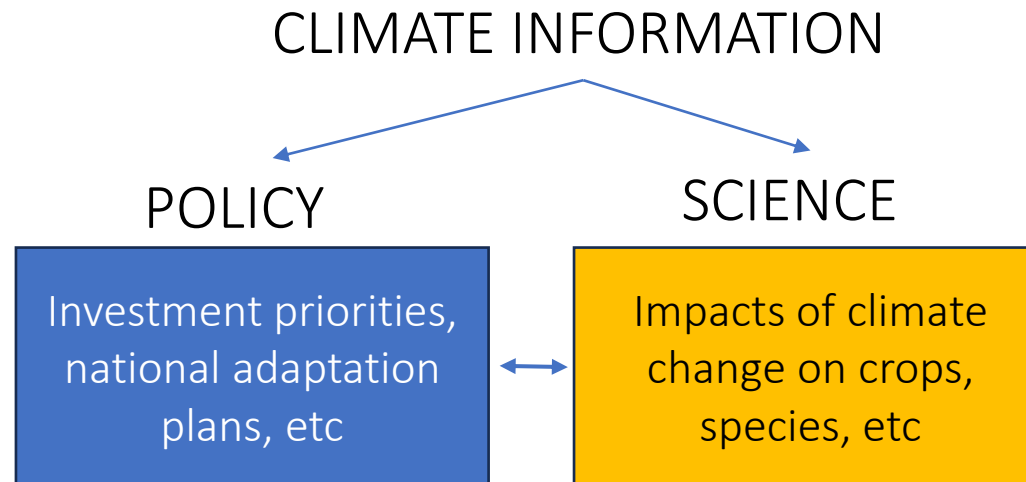 CLIMATE INFORMATION
POLICY
SCIENCE
Investment priorities,
national adaptation
plans, etc
Impacts of climate
change on crops,
species, etc